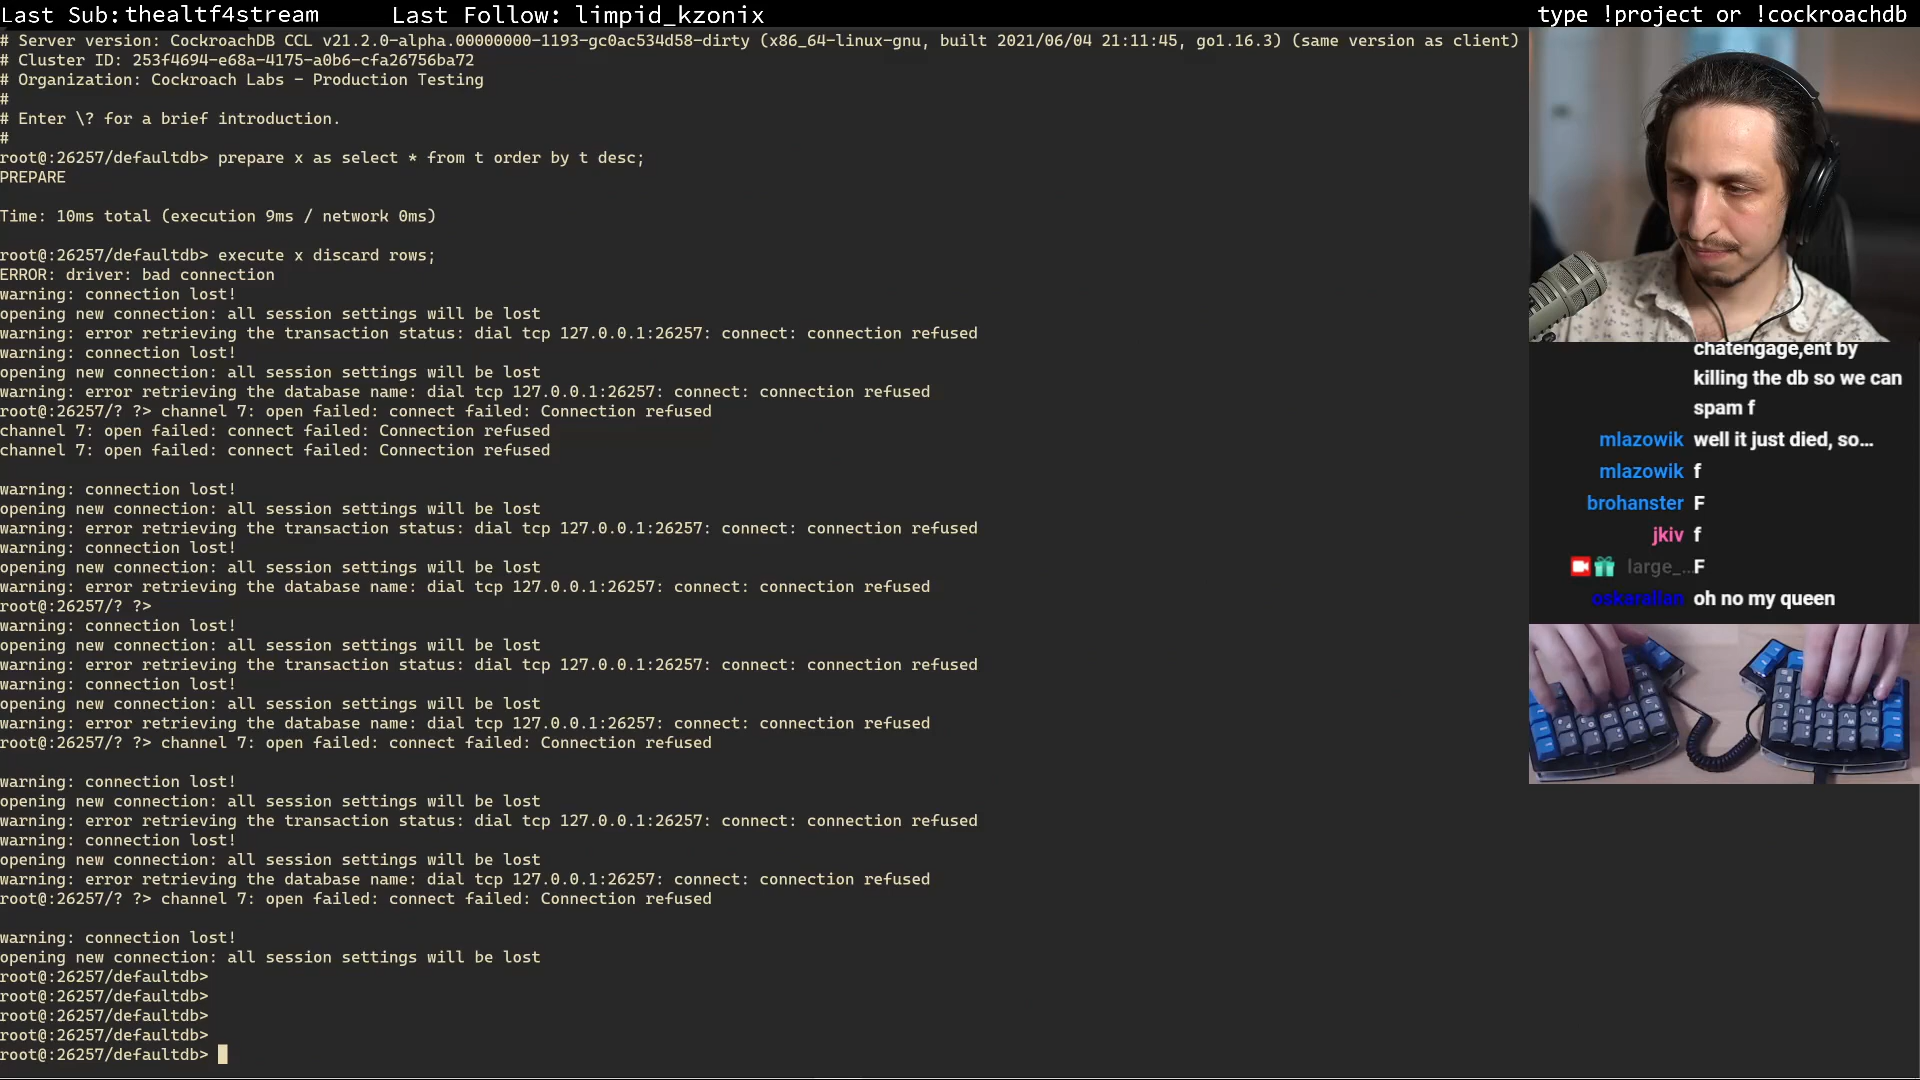 Last Sub:thealtf4stream
Last Follow: limpid_kzonix
type !project or !cockroachdb
# Server version: CockroachDB CCL v21.2.0-alpha.00000000-1193-gc0ac534d58-dirty (x86_64-linux-gnu, built 2021/06/04 21:11:45, go1.16.3) (same version as client)
# Cluster ID: 253f4694-e68a-4175-a0b6-cfa26756ba72
# Organization: Cockroach Labs - Production Testing
#
# Enter \? for a brief introduction.
#
root@:26257/defaultdb> prepare x as select * from t order by t desc;
PREPARE
Time: 10ms total (execution 9ms / network 0ms)
root@:26257/defaultdb> execute x discard rows;
ERROR: driver: bad connection
warning: connection lost!
opening new connection: all session settings will be lost
warning: error retrieving the transaction status: dial tcp 127.0.0.1:26257: connect: connection refused
warning: connection lost!
opening new connection: all session settings will be lost
warning: error retrieving the database name: dial tcp 127.0.0.1:26257: connect: connection refused
root@:26257/? ?> channel 7: open failed: connect failed: Connection refused
channel 7: open failed: connect failed: Connection refused
channel 7: open failed: connect failed: Connection refused
warning: connection lost!
opening new connection: all session settings will be lost
warning: error retrieving the transaction status: dial tcp 127.0.0.1:26257: connect: connection refused
warning: connection lost!
opening new connection: all session settings will be lost
warning: error retrieving the database name: dial tcp 127.0.0.1:26257: connect: connection refused
root@:26257/? ?>
warning: connection lost!
opening new connection: all session settings will be lost
warning: error retrieving the transaction status: dial tcp 127.0.0.1:26257: connect: connection refused
warning: connection lost!
opening new connection: all session settings will be lost
warning: error retrieving the database name: dial tcp 127.0.0.1:26257: connect: connection refused
root@:26257/? ?> channel 7: open failed: connect failed: Connection refused
warning: connection lost!
opening new connection: all session settings will be lost
warning: error retrieving the transaction status: dial tcp 127.0.0.1:26257: connect: connection refused
warning: connection lost!
opening new connection: all session settings will be lost
warning: error retrieving the database name: dial tcp 127.0.0.1:26257: connect: connection refused
root@:26257/? ?> channel 7: open failed: connect failed: Connection refused
warning: connection lost!
opening new connection: all session settings will be lost
root@:26257/defaultdb>
root@:26257/defaultdb>
root@:26257/defaultdb>
root@:26257/defaultdb>
root@:26257/defaultdb>
chatengage,ent by
killing the db so we can
spam f
mlazowik well it just died, so...
mlazowik f
brohanster F
jkiv f
large_... F
oskarallan oh no my queen